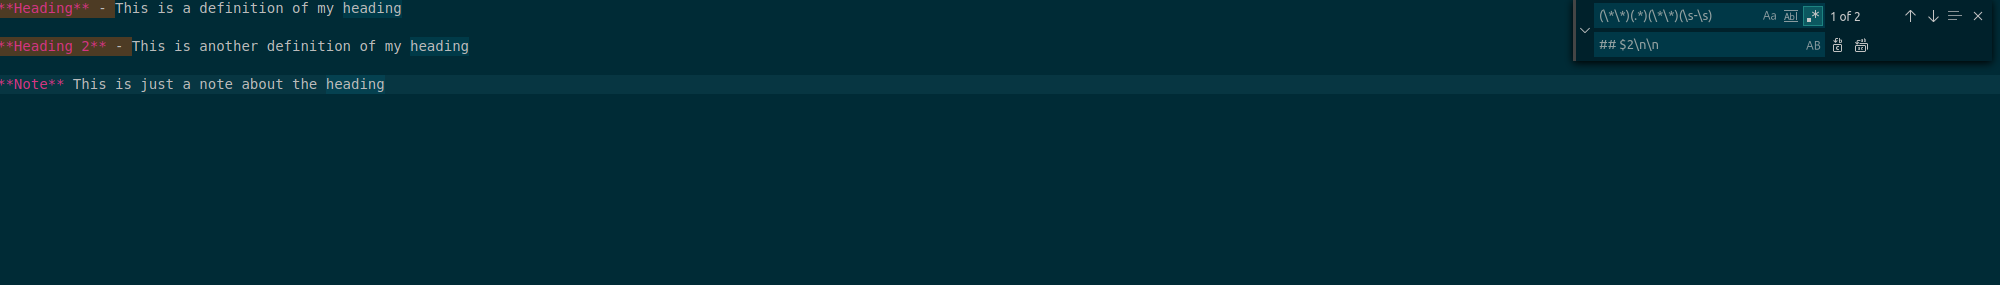 **Heading** - This is a definition of my heading
**Heading 2** - This is another definition of my heading
**Note** This is just a note about the heading
(\*\*)(.*)(\*\*)(\s-\s)
Aa
Abl
.*
1 of 2
## $2\n\n
AB